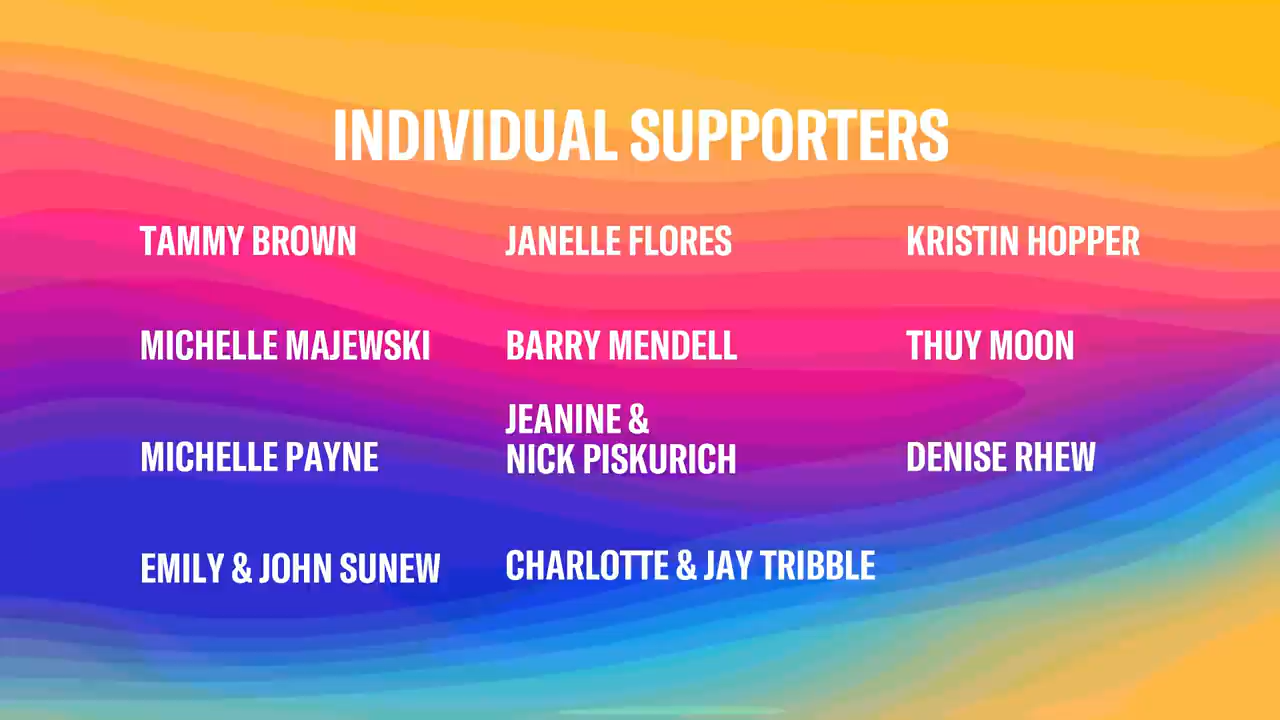 INDIVIDUAL SUPPORTERS
TAMMY BROWN
JANELLE FLORES
KRISTIN HOPPER
MICHELLE MAJEWSKI
BARRY MENDELL
THUY MOON
MICHELLE PAYNE
JEANINE &
NICK PISKURICH
DENISE RHEW
EMILY & JOHN SUNEW
CHARLOTTE & JAY TRIBBLE